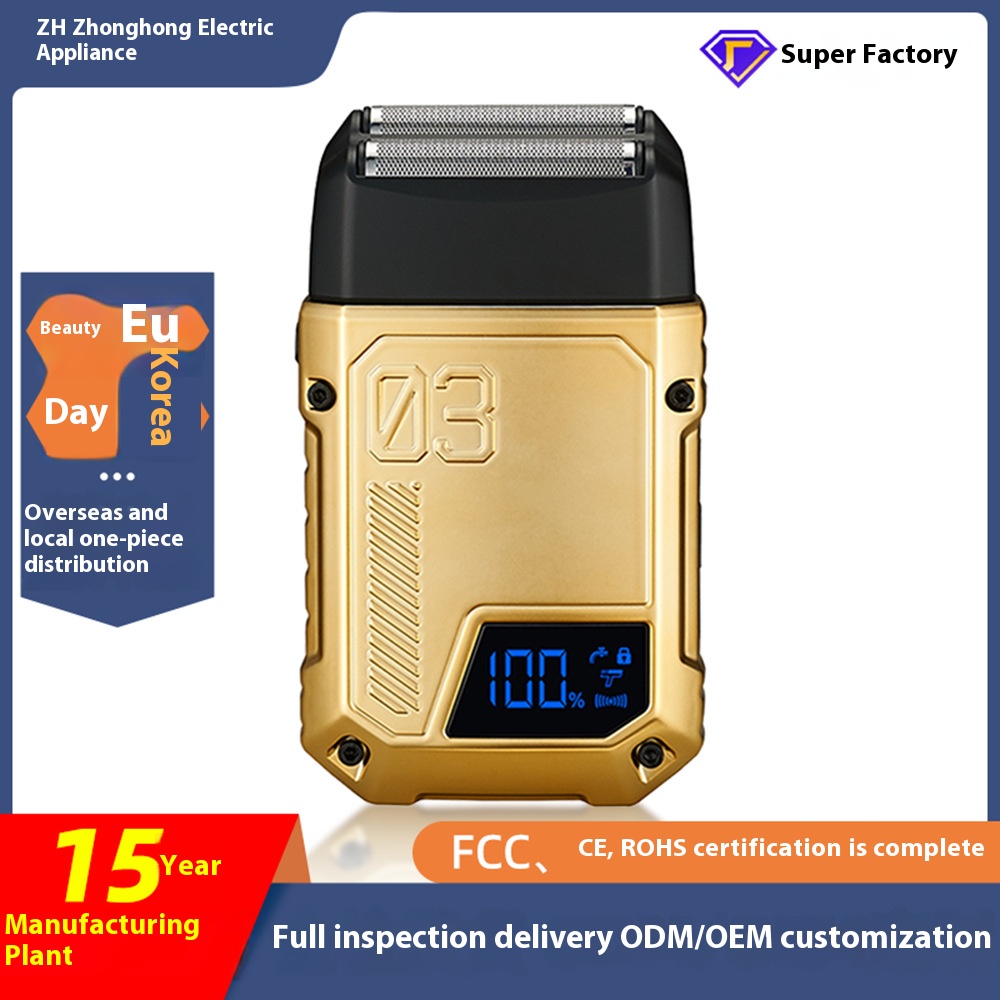 ZH Zhonghong Electric
Appliance
Super Factory
Beauty
Eu
Korea
Day
Overseas and
local one-piece
distribution
03
100%
15 Year
Manufacturing
Plant
FCC、 CE, ROHS certification is complete
Full inspection delivery ODM/OEM customization